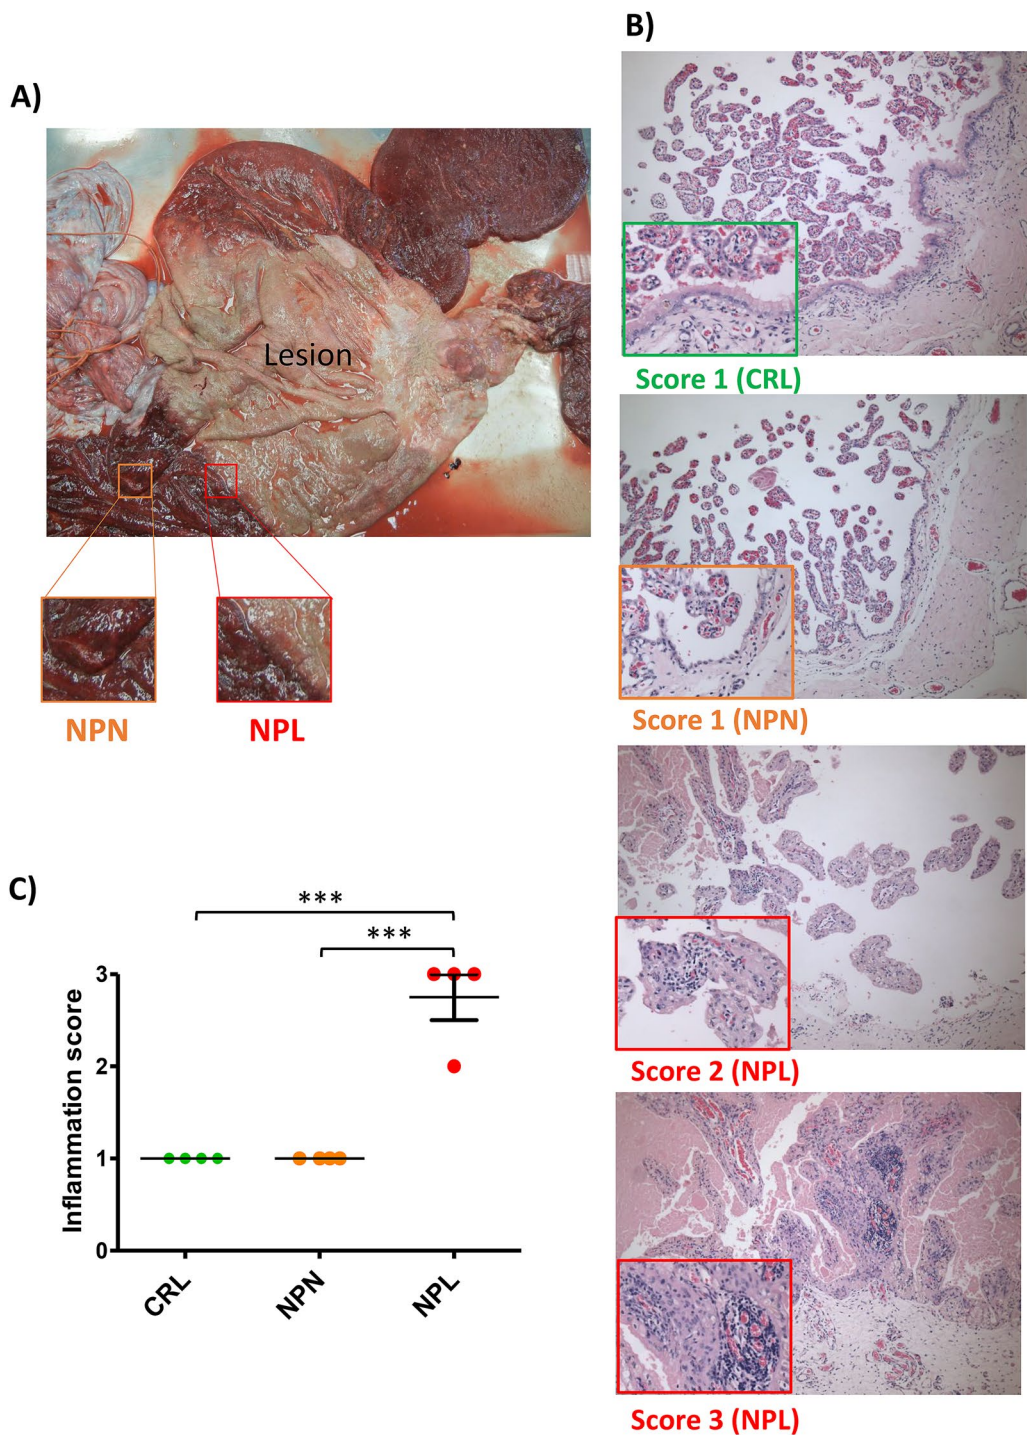 A)
Lesion
NPN
NPL
B)
Score 1 (CRL)
Score 1 (NPN)
Score 2 (NPL)
Score 3 (NPL)
C)
***
***
Inflammation score
3
2
1
0
CRL
NPN
NPL